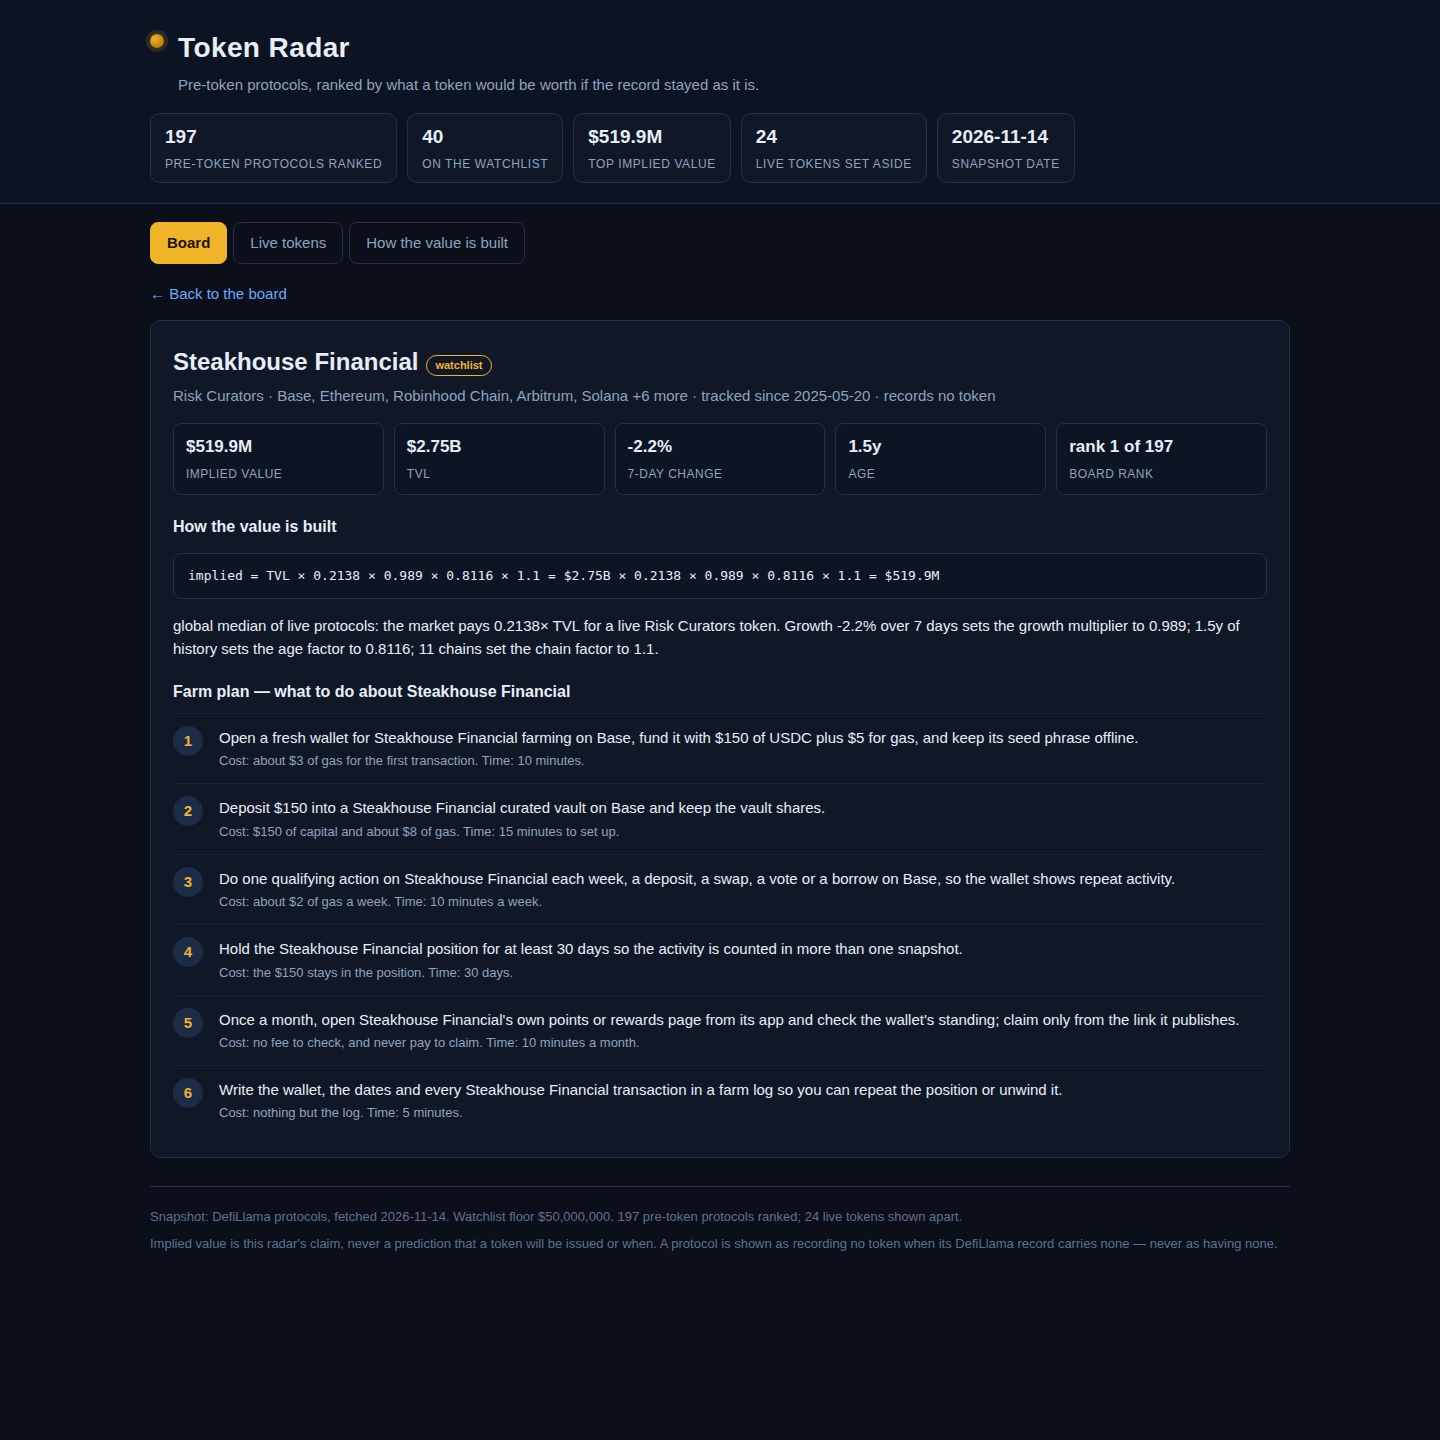 Token Radar
Pre-token protocols, ranked by what a token would be worth if the record stayed as it is.
197
PRE-TOKEN PROTOCOLS RANKED
40
ON THE WATCHLIST
$519.9M
TOP IMPLIED VALUE
24
LIVE TOKENS SET ASIDE
2026-11-14
SNAPSHOT DATE
Board
Live tokens
How the value is built
← Back to the board
Steakhouse Financial watchlist
Risk Curators · Base, Ethereum, Robinhood Chain, Arbitrum, Solana +6 more · tracked since 2025-05-20 · records no token
$519.9M
IMPLIED VALUE
$2.75B
TVL
-2.2%
7-DAY CHANGE
1.5y
AGE
rank 1 of 197
BOARD RANK
How the value is built
implied = TVL × 0.2138 × 0.989 × 0.8116 × 1.1 = $2.75B × 0.2138 × 0.989 × 0.8116 × 1.1 = $519.9M
global median of live protocols: the market pays 0.2138× TVL for a live Risk Curators token. Growth -2.2% over 7 days sets the growth multiplier to 0.989; 1.5y of
history sets the age factor to 0.8116; 11 chains set the chain factor to 1.1.
Farm plan — what to do about Steakhouse Financial
1
Open a fresh wallet for Steakhouse Financial farming on Base, fund it with $150 of USDC plus $5 for gas, and keep its seed phrase offline.
Cost: about $3 of gas for the first transaction. Time: 10 minutes.
2
Deposit $150 into a Steakhouse Financial curated vault on Base and keep the vault shares.
Cost: $150 of capital and about $8 of gas. Time: 15 minutes to set up.
3
Do one qualifying action on Steakhouse Financial each week, a deposit, a swap, a vote or a borrow on Base, so the wallet shows repeat activity.
Cost: about $2 of gas a week. Time: 10 minutes a week.
4
Hold the Steakhouse Financial position for at least 30 days so the activity is counted in more than one snapshot.
Cost: the $150 stays in the position. Time: 30 days.
5
Once a month, open Steakhouse Financial's own points or rewards page from its app and check the wallet's standing; claim only from the link it publishes.
Cost: no fee to check, and never pay to claim. Time: 10 minutes a month.
6
Write the wallet, the dates and every Steakhouse Financial transaction in a farm log so you can repeat the position or unwind it.
Cost: nothing but the log. Time: 5 minutes.
Snapshot: DefiLlama protocols, fetched 2026-11-14. Watchlist floor $50,000,000. 197 pre-token protocols ranked; 24 live tokens shown apart.
Implied value is this radar's claim, never a prediction that a token will be issued or when. A protocol is shown as recording no token when its DefiLlama record carries none — never as having none.